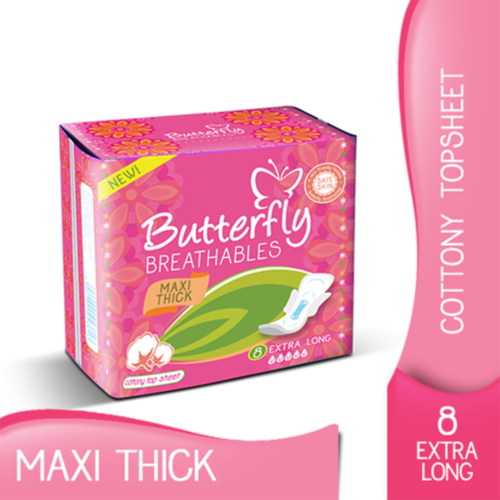 NEW!
Butterfly
BREATHABLES
SAFE
SKIN
MAXI
THICK
8 EXTRA LONG
cottony top sheet
COTTONY TOPSHEET
8
EXTRA
LONG
MAXI THICK